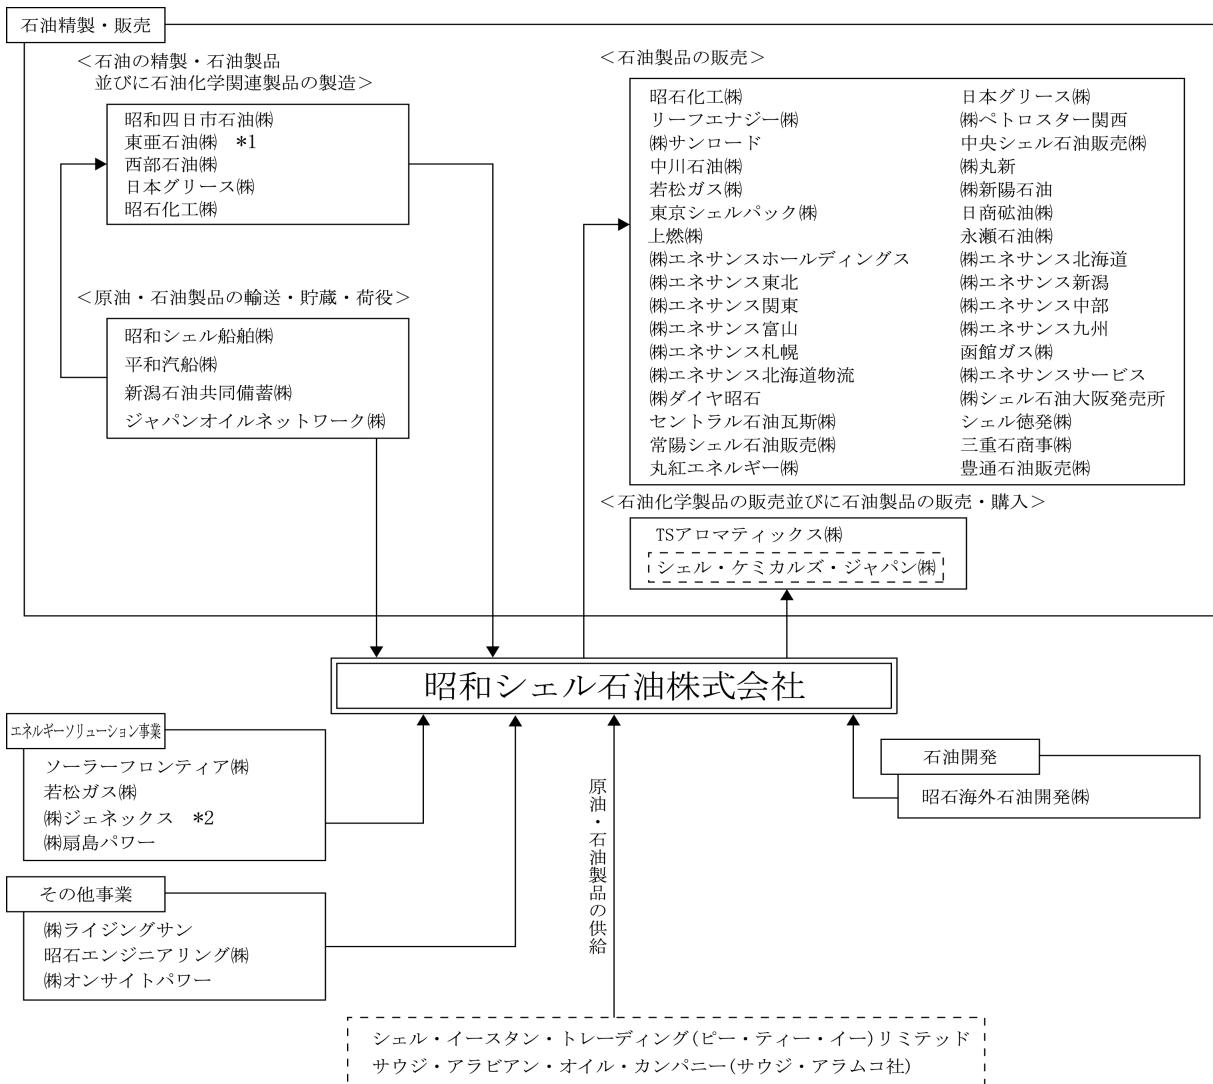 石油精製・販売
＜石油の精製・石油製品
並びに石油化学関連製品の製造＞
昭和四日市石油㈱
東亜石油㈱　*1
西部石油㈱
日本グリース㈱
昭石化工㈱
＜原油・石油製品の輸送・貯蔵・荷役＞
昭和シェル船舶㈱
平和汽船㈱
新潟石油共同備蓄㈱
ジャパンオイルネットワーク㈱
＜石油製品の販売＞
昭石化工㈱
リーフエナジー㈱
㈱サンロード
中川石油㈱
若松ガス㈱
東京シェルパック㈱
上燃㈱
㈱エネサンスホールディングス
㈱エネサンス東北
㈱エネサンス関東
㈱エネサンス富山
㈱エネサンス札幌
㈱エネサンス北海道物流
㈱ダイヤ昭石
セントラル石油瓦斯㈱
常陽シェル石油販売㈱
丸紅エネルギー㈱
日本グリース㈱
㈱ペトロスター関西
中央シェル石油販売㈱
㈱丸新
㈱新陽石油
日商砿油㈱
永瀬石油㈱
㈱エネサンス北海道
㈱エネサンス新潟
㈱エネサンス中部
㈱エネサンス九州
函館ガス㈱
㈱エネサンスサービス
㈱シェル石油大阪発売所
シェル徳発㈱
三重石商事㈱
豊通石油販売㈱
＜石油化学製品の販売並びに石油製品の販売・購入＞
TSアロマティックス㈱
シェル・ケミカルズ・ジャパン㈱
昭和シェル石油株式会社
エネルギーソリューション事業
ソーラーフロンティア㈱
若松ガス㈱
㈱ジェネックス　*2
㈱扇島パワー
その他事業
㈱ライジングサン
昭石エンジニアリング㈱
㈱オンサイトパワー
原油・石油製品の供給
石油開発
昭石海外石油開発㈱
シェル・イースタン・トレーディング(ピー・ティー・イー)リミテッド
サウジ・アラビアン・オイル・カンパニー(サウジ・アラムコ社)